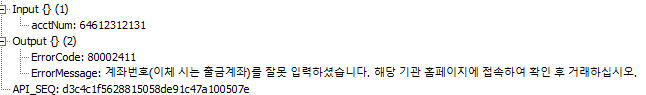 Input {} (1)
acctNum: 64612312131
Output {} (2)
ErrorCode: 80002411
ErrorMessage: 계좌번호(이체 시는 출금계좌)를 잘못 입력하셨습니다. 해당 기관 홈페이지에 접속하여 확인 후 거래하십시오.
API_SEQ: d3c4c1f5628815058de91c47a100507e